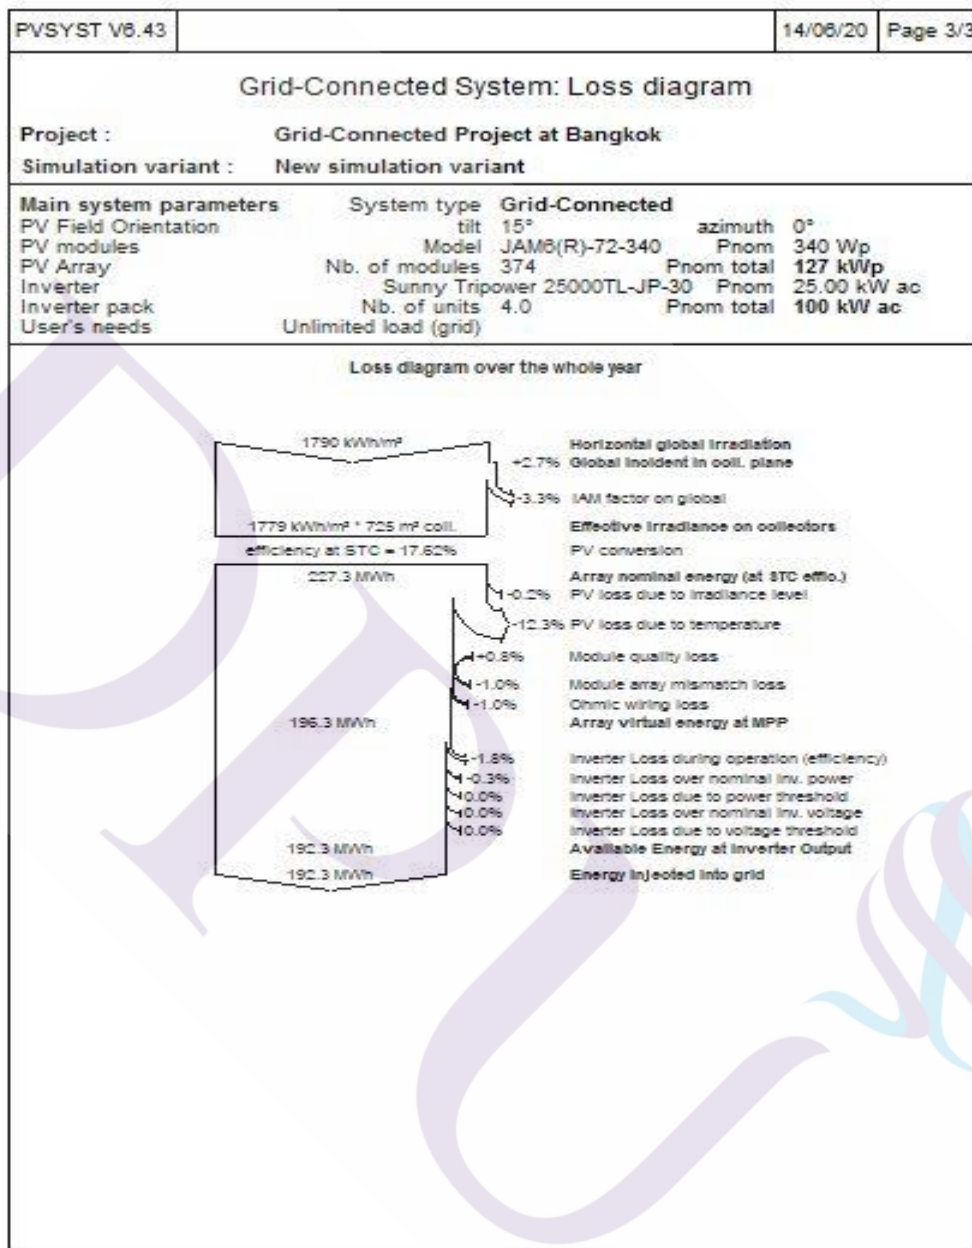 PVSYST V6.43 14/06/20 Page 3/3
Grid-Connected System: Loss diagram
Project : Grid-Connected Project at Bangkok
Simulation variant : New simulation variant
Main system parameters System type Grid-Connected
PV Field Orientation tilt 15° azimuth 0°
PV modules Model JAM6(R)-72-340 Pnom 340 Wp
PV Array Nb. of modules 374 Pnom total 127 kWp
Inverter Sunny Tripower 25000TL-JP-30 Pnom 25.00 kW ac
Inverter pack Nb. of units 4.0 Pnom total 100 kW ac
User's needs Unlimited load (grid)
Loss diagram over the whole year
1790 kWh/m² Horizontal global irradiation
+2.7% Global incident in coll. plane
-3.3% IAM factor on global
1779 kWh/m² * 725 m² coll. Effective irradiance on collectors
efficiency at STC = 17.62% PV conversion
227.3 MWh Array nominal energy (at STC effic.)
-0.2% PV loss due to irradiance level
-12.3% PV loss due to temperature
+0.8% Module quality loss
-1.0% Module array mismatch loss
-1.0% Ohmic wiring loss
196.3 MWh Array virtual energy at MPP
-1.8% Inverter Loss during operation (efficiency)
-0.3% Inverter Loss over nominal inv. power
0.0% Inverter Loss due to power threshold
0.0% Inverter Loss over nominal inv. voltage
0.0% Inverter Loss due to voltage threshold
192.3 MWh Available Energy at Inverter Output
192.3 MWh Energy injected into grid
DPU